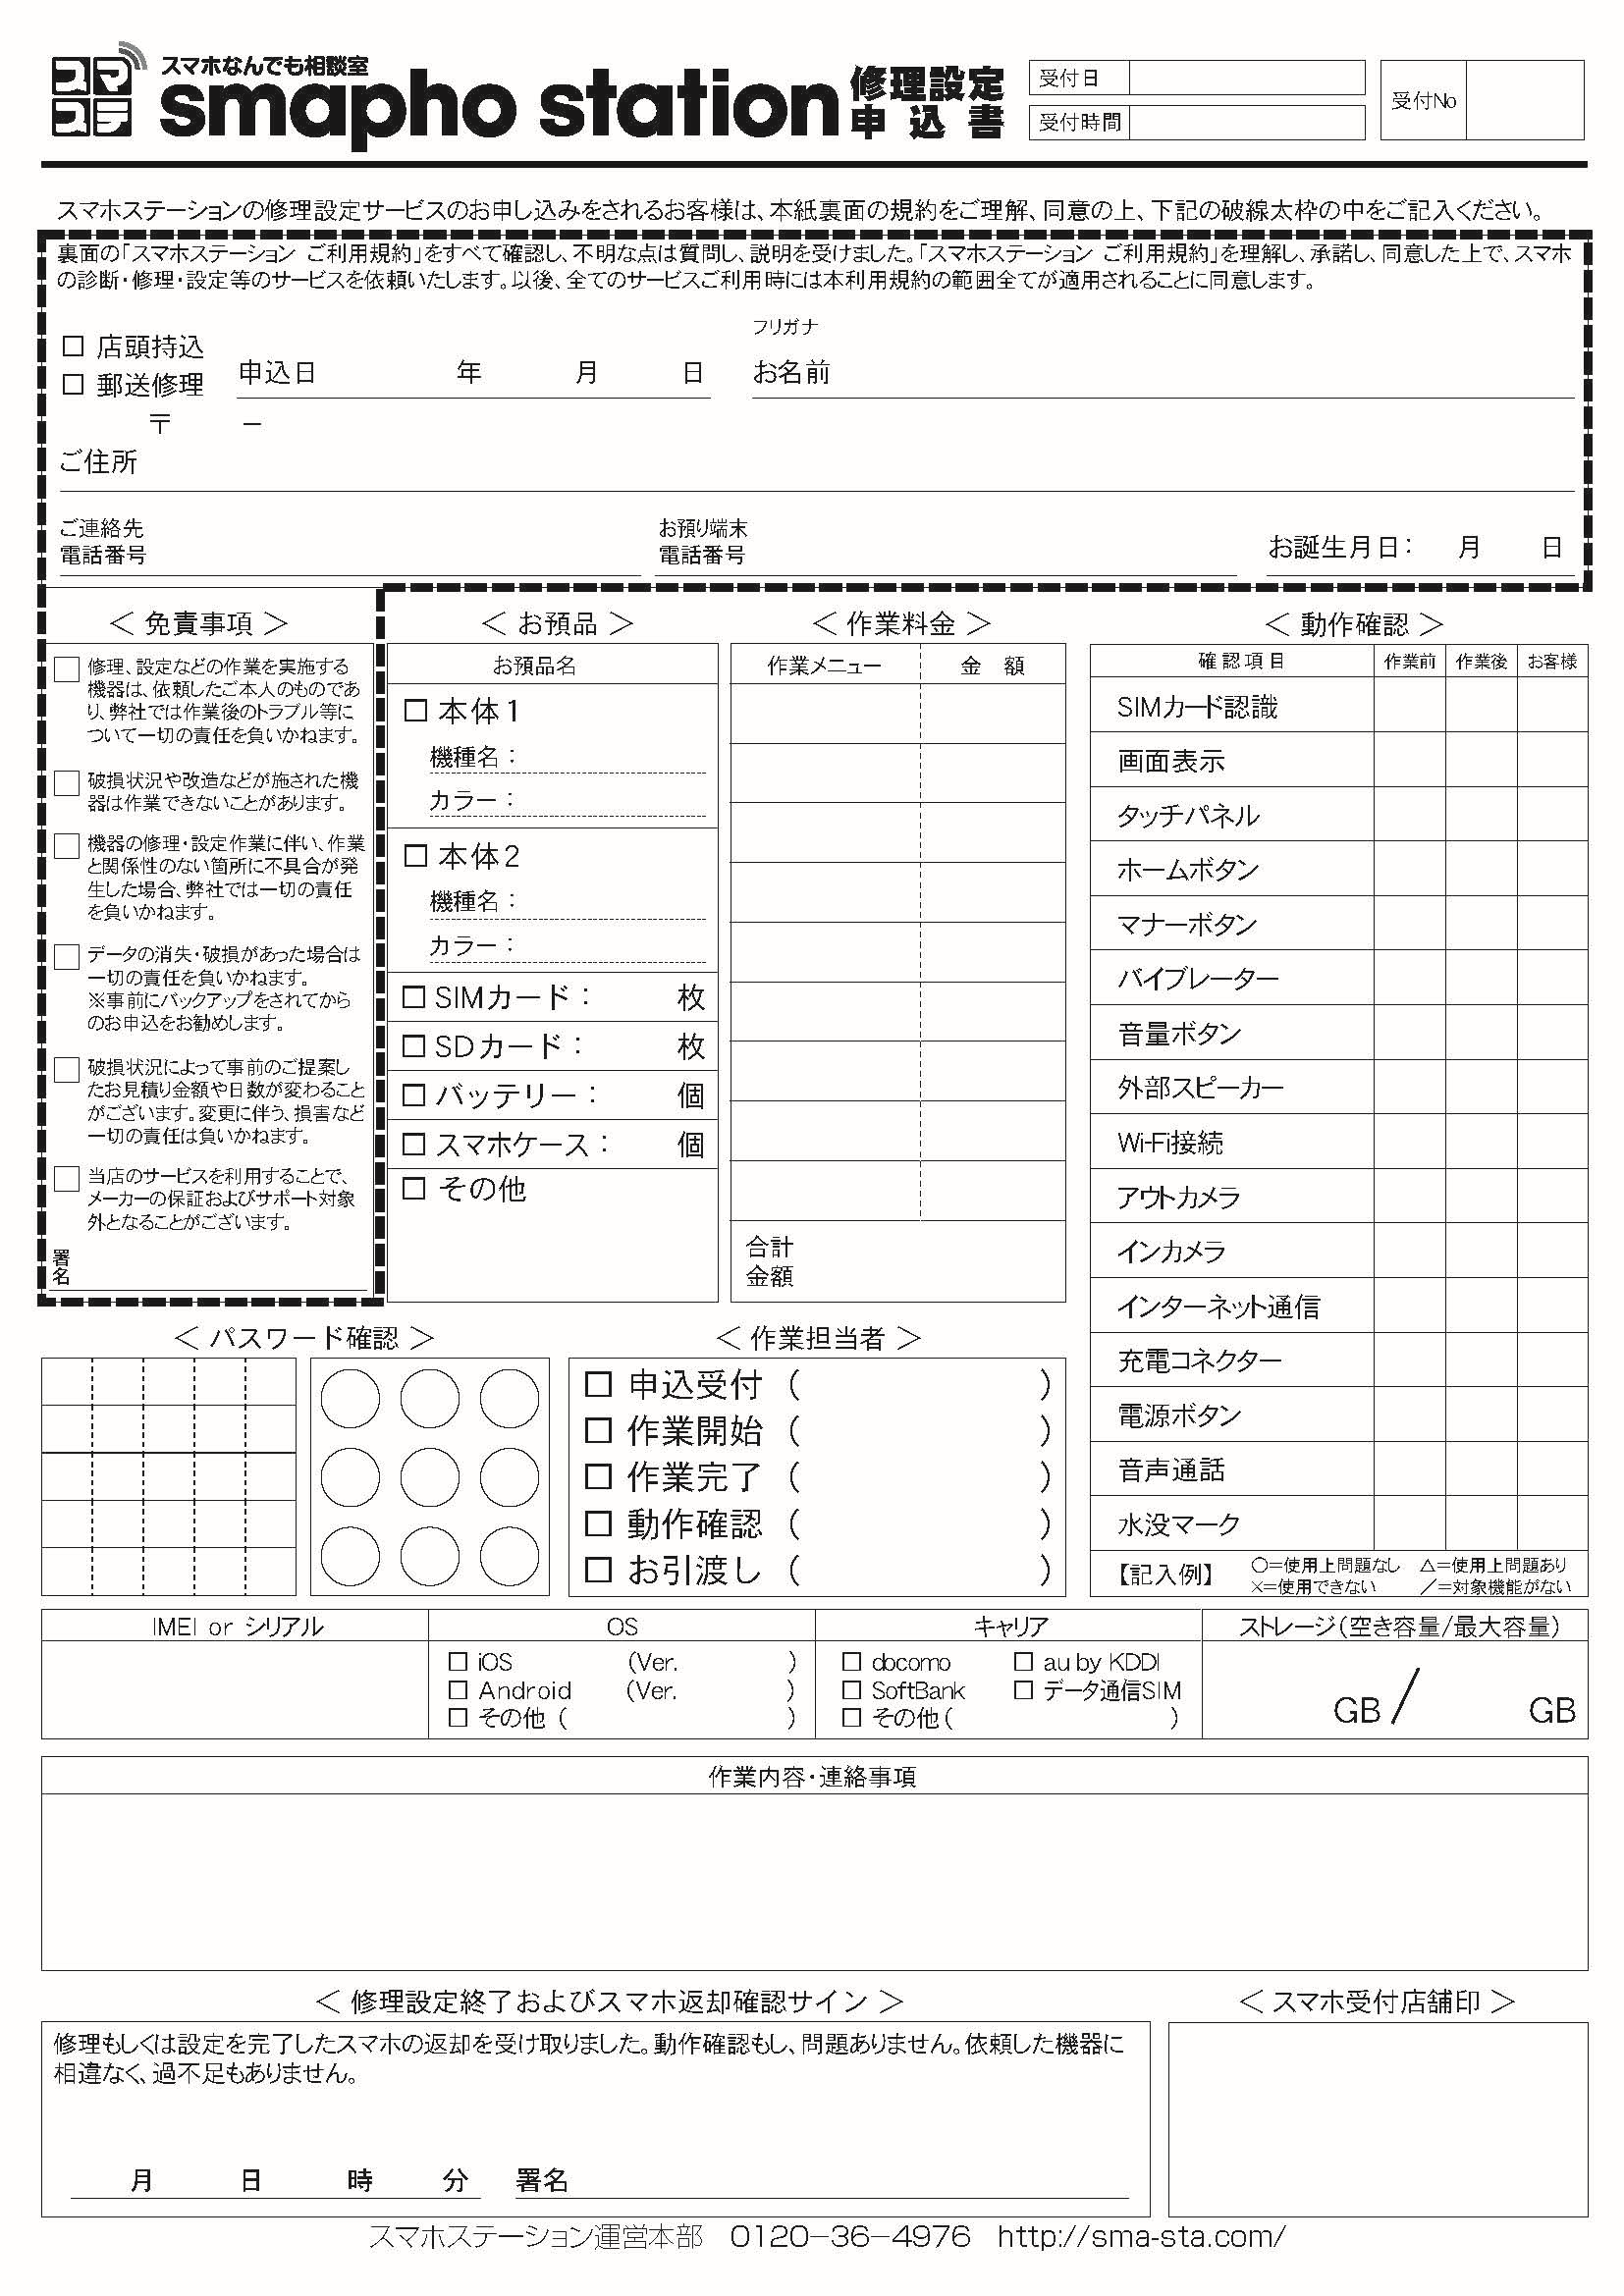 スマステ
スマホなんでも相談室
smapho station
修理設定
申込書
受付日
受付時間
受付No
スマホステーションの修理設定サービスのお申し込みをされるお客様は、本紙裏面の規約をご理解、同意の上、下記の破線太枠の中をご記入ください。
裏面の「スマホステーション ご利用規約」をすべて確認し、不明な点は質問し、説明を受けました。「スマホステーション ご利用規約」を理解し、承諾し、同意した上で、スマホ
の診断・修理・設定等のサービスを依頼いたします。以後、全てのサービスご利用時には本利用規約の範囲全てが適用されることに同意します。
□ 店頭持込
□ 郵送修理
申込日 年 月 日
フリガナ
お名前
〒 −
ご住所
ご連絡先
電話番号
お預り端末
電話番号
お誕生月日： 月 日
＜ 免責事項 ＞
□ 修理、設定などの作業を実施する
機器は、依頼したご本人のものであ
り、弊社では作業後のトラブル等に
ついて一切の責任を負いかねます。
□ 破損状況や改造などが施された機
器は作業できないことがあります。
□ 機器の修理・設定作業に伴い、作業
と関係性のない箇所に不具合が発
生した場合、弊社では一切の責任
を負いかねます。
□ データの消失・破損があった場合は
一切の責任を負いかねます。
※事前にバックアップをされてから
のお申込をお勧めします。
□ 破損状況によって事前のご提案し
たお見積り金額や日数が変わること
がございます。変更に伴う、損害など
一切の責任は負いかねます。
□ 当店のサービスを利用することで、
メーカーの保証およびサポート対象
外となることがございます。
署名
＜ お預品 ＞
お預品名
□ 本体1
機種名：
カラー：
□ 本体2
機種名：
カラー：
□ SIMカード： 枚
□ SDカード： 枚
□ バッテリー： 個
□ スマホケース： 個
□ その他
＜ 作業料金 ＞
作業メニュー 金 額
合計
金額
＜ 動作確認 ＞
確認項目 作業前 作業後 お客様
SIMカード認識
画面表示
タッチパネル
ホームボタン
マナーボタン
バイブレーター
音量ボタン
外部スピーカー
Wi-Fi接続
アウトカメラ
インカメラ
インターネット通信
充電コネクター
電源ボタン
音声通話
水没マーク
【記入例】 ○=使用上問題なし △=使用上問題あり
×=使用できない ／=対象機能がない
＜ パスワード確認 ＞
＜ 作業担当者 ＞
□ 申込受付 ( )
□ 作業開始 ( )
□ 作業完了 ( )
□ 動作確認 ( )
□ お引渡し ( )
IMEI or シリアル
OS
□ iOS (Ver. )
□ Android (Ver. )
□ その他 ( )
キャリア
□ docomo □ au by KDDI
□ SoftBank □ データ通信SIM
□ その他 ( )
ストレージ（空き容量/最大容量）
GB / GB
作業内容・連絡事項
＜ 修理設定終了およびスマホ返却確認サイン ＞
修理もしくは設定を完了したスマホの返却を受け取りました。動作確認もし、問題ありません。依頼した機器に
相違なく、過不足もありません。
月 日 時 分 署名
＜ スマホ受付店舗印 ＞
スマホステーション運営本部 0120−36−4976 http://sma-sta.com/